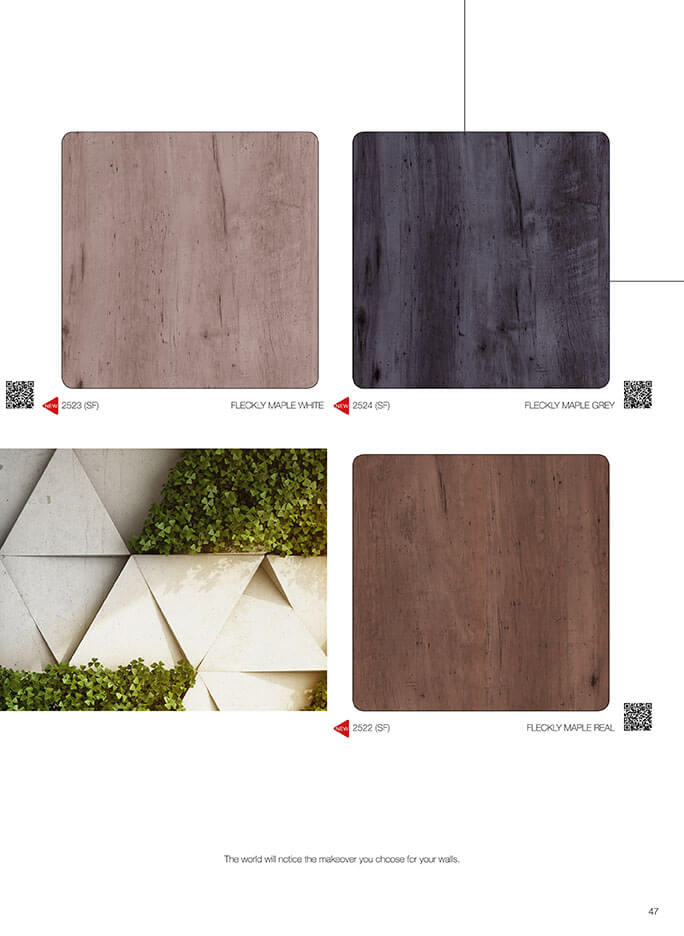 NEW 2523 (SF) FLECKLY MAPLE WHITE
NEW 2524 (SF) FLECKLY MAPLE GREY
NEW 2522 (SF) FLECKLY MAPLE REAL
The world will notice the makeover you choose for your walls.
47